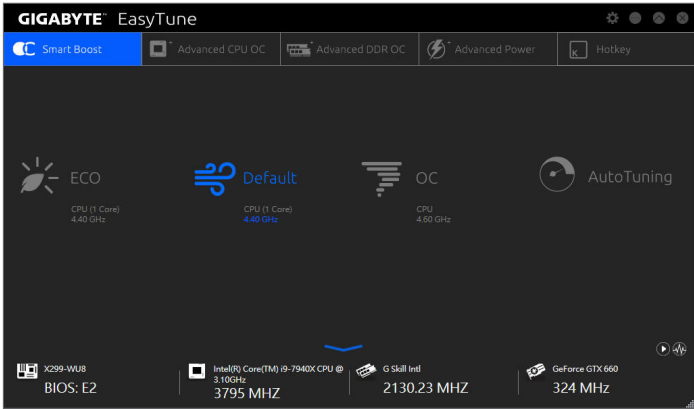 GIGABYTE™ EasyTune
Smart Boost
Advanced CPU OC
Advanced DDR OC
Advanced Power
K
Hotkey
ECO
CPU (1 Core)
4.40 GHz
Default
CPU (1 Core)
4.40 GHz
OC
CPU
4.60 GHz
AutoTuning
X299-WU8
BIOS: E2
Intel(R) Core(TM) i9-7940X CPU @
3.10GHz
3795 MHZ
G Skill Intl
2130.23 MHZ
GeForce GTX 660
324 MHz